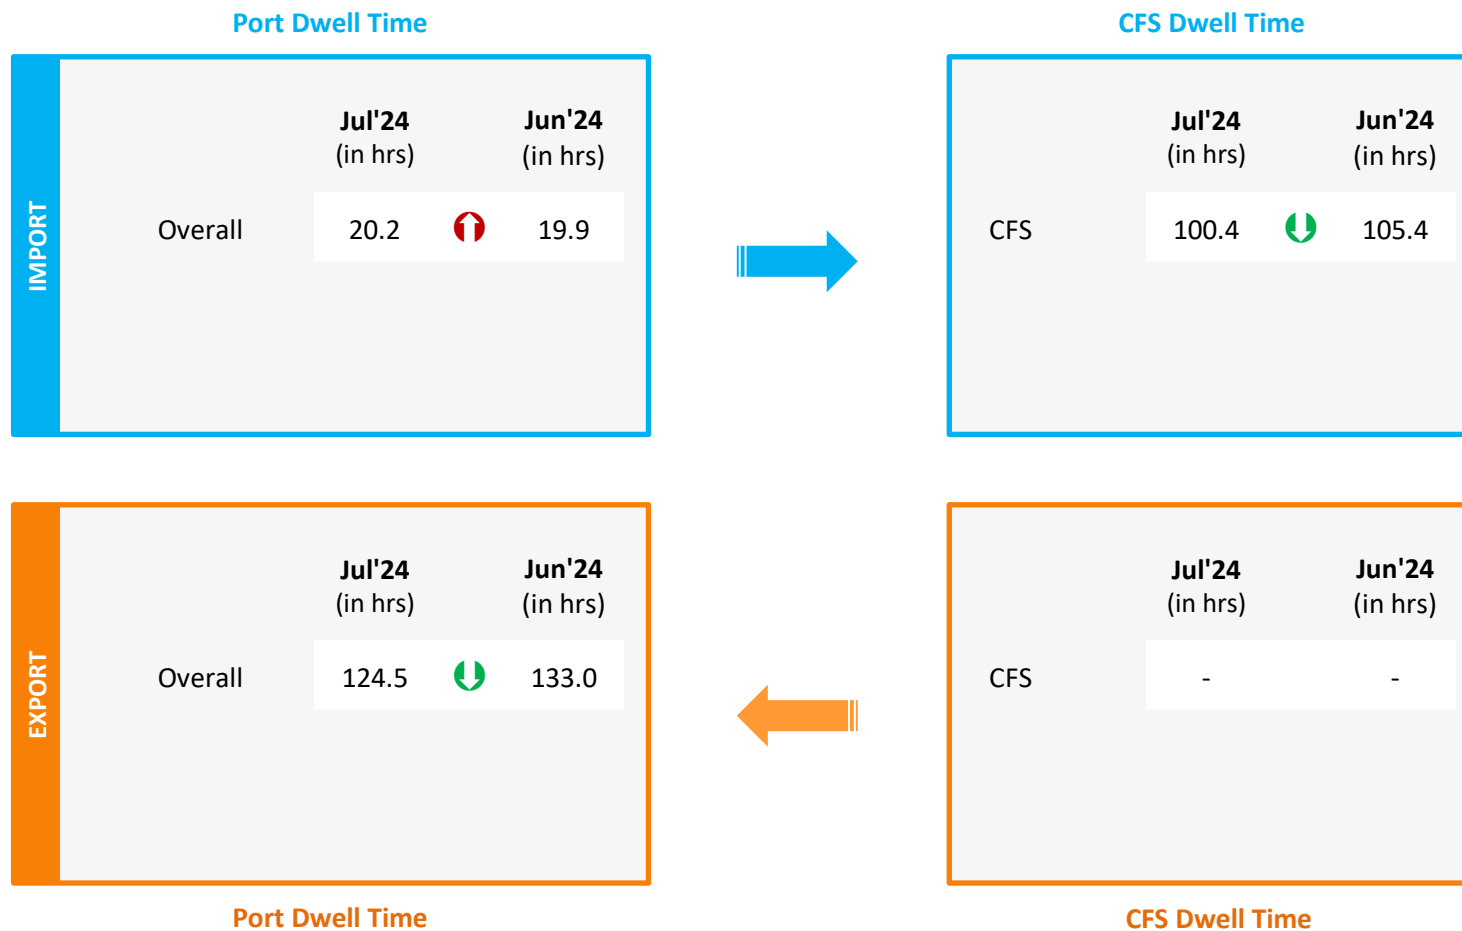 Port Dwell Time
CFS Dwell Time
IMPORT
Jul'24 Jun'24
(in hrs) (in hrs)
Overall 20.2 19.9
Jul'24 Jun'24
(in hrs) (in hrs)
CFS 100.4 105.4
EXPORT
Jul'24 Jun'24
(in hrs) (in hrs)
Overall 124.5 133.0
Jul'24 Jun'24
(in hrs) (in hrs)
CFS - -
Port Dwell Time
CFS Dwell Time